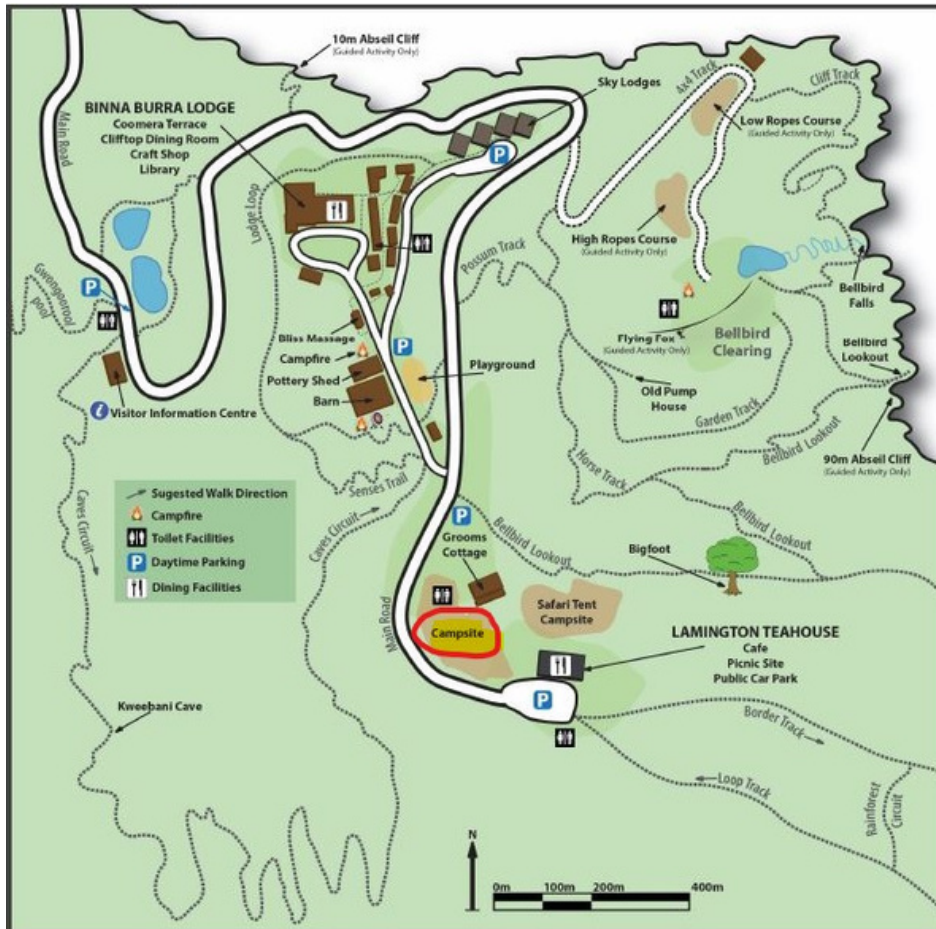 10m Abseil Cliff
(Guided Activity Only)
Main Road
BINNA BURRA LODGE
Coomera Terrace
Clifftop Dining Room
Craft Shop
Library
Sky Lodges
P
4x4 Track
Cliff Track
Low Ropes Course
(Guided Activity Only)
Lodge Loop
High Ropes Course
(Guided Activity Only)
Possum Track
Gwongoorool
pool
P
Bellbird
Falls
Bliss Massage
Campfire
P
Pottery Shed
Barn
Playground
Flying Fox
(Guided Activity Only)
Bellbird
Clearing
Bellbird
Lookout
Old Pump
House
Garden Track
i
Visitor Information Centre
Bellbird Lookout
90m Abseil Cliff
(Guided Activity Only)
Senses Trail
Horse Track
Caves Circuit
Caves Circuit
Sugested Walk Direction
Campfire
Toilet Facilities
P Daytime Parking
Dining Facilities
P
Grooms
Cottage
Bellbird Lookout
Bellbird Lookout
Bigfoot
Main Road
Campsite
Safari Tent
Campsite
LAMINGTON TEAHOUSE
Cafe
Picnic Site
Public Car Park
P
Kweebani Cave
Border Track
Loop Track
Rainforest
Circuit
N
0m 100m 200m 400m